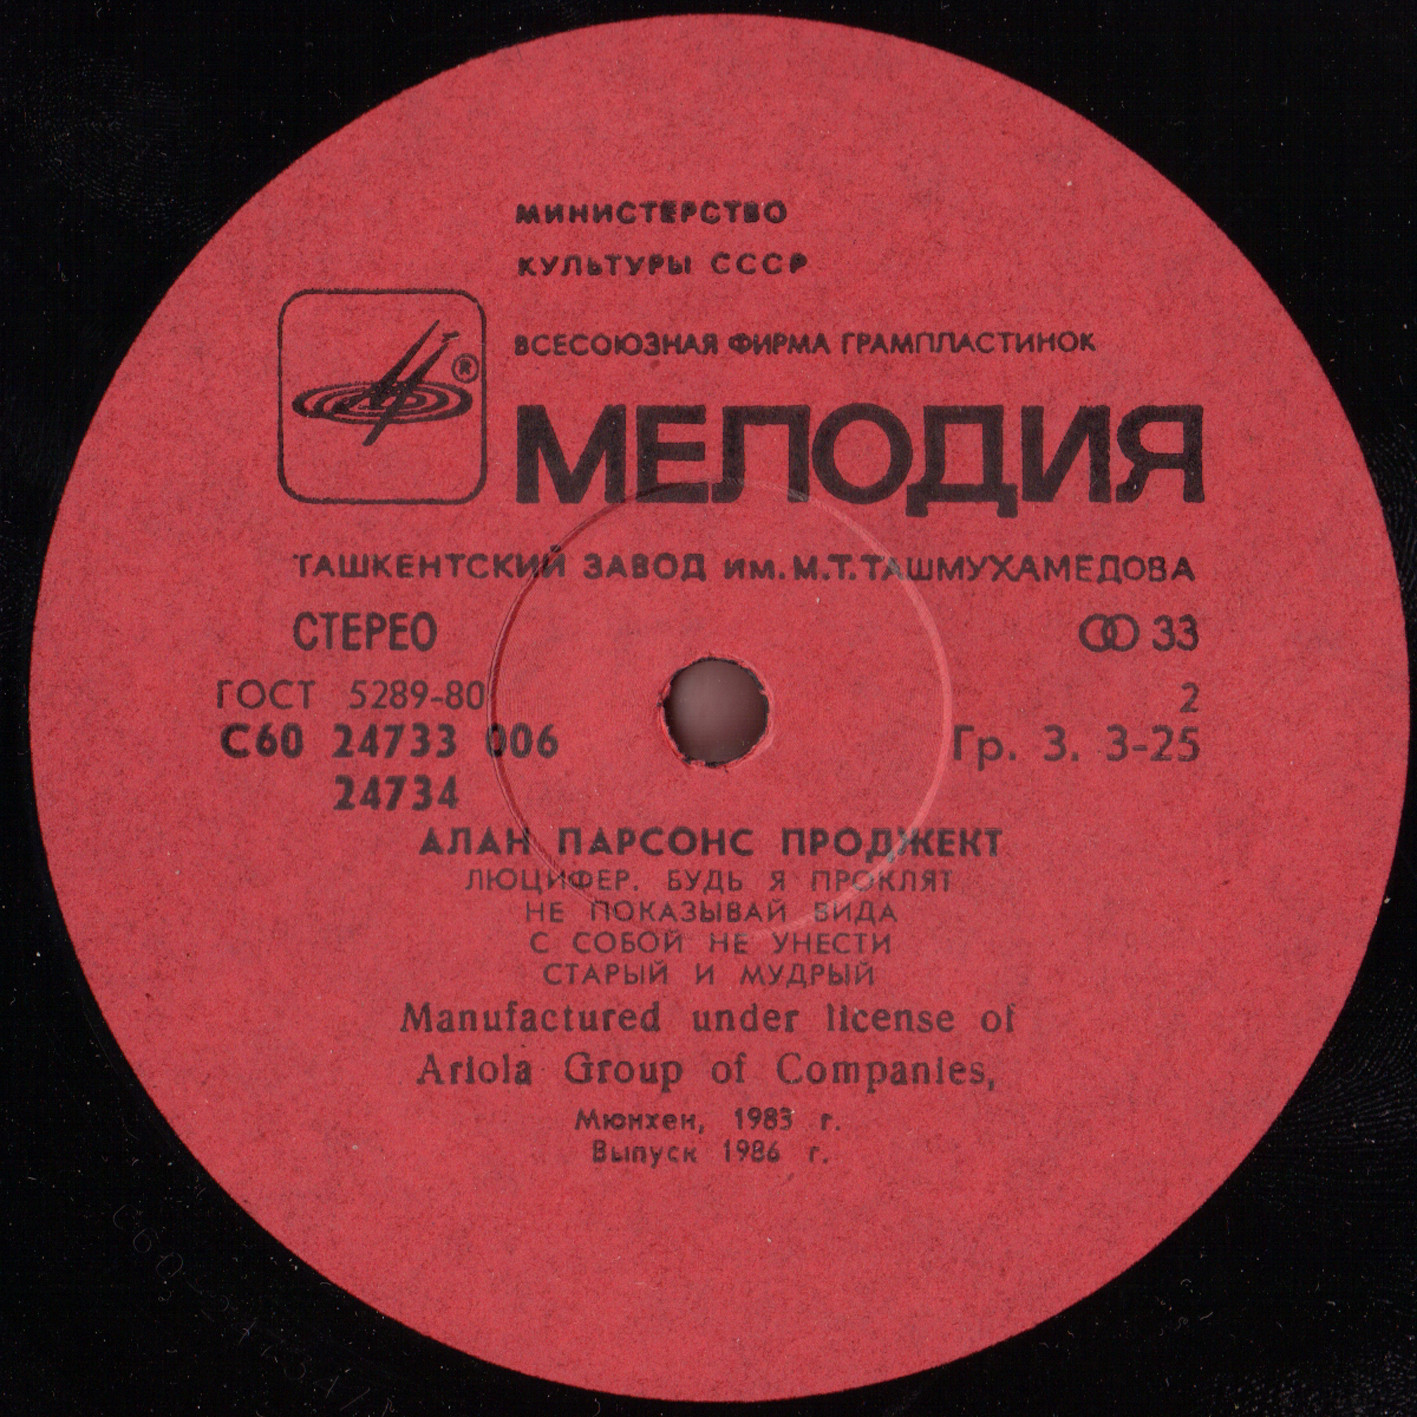 МИНИСТЕРСТВО
КУЛЬТУРЫ СССР
ВСЕСОЮЗНАЯ ФИРМА ГРАМПЛАСТИНОК
®
МЕЛОДИЯ
ТАШКЕНТСКИЙ ЗАВОД им. М.Т. ТАШМУХАМЕДОВА
СТЕРЕО 33
ГОСТ 5289-80 2
С60 24733 006 Гр. 3. 3-25
24734
АЛАН ПАРСОНС ПРОДЖЕКТ
ЛЮЦИФЕР. БУДЬ Я ПРОКЛЯТ
НЕ ПОКАЗЫВАЙ ВИДА
С СОБОЙ НЕ УНЕСТИ
СТАРЫЙ И МУДРЫЙ
Manufactured under license of
Ariola Group of Companies,
Мюнхен, 1983 г.
Выпуск 1986 г.